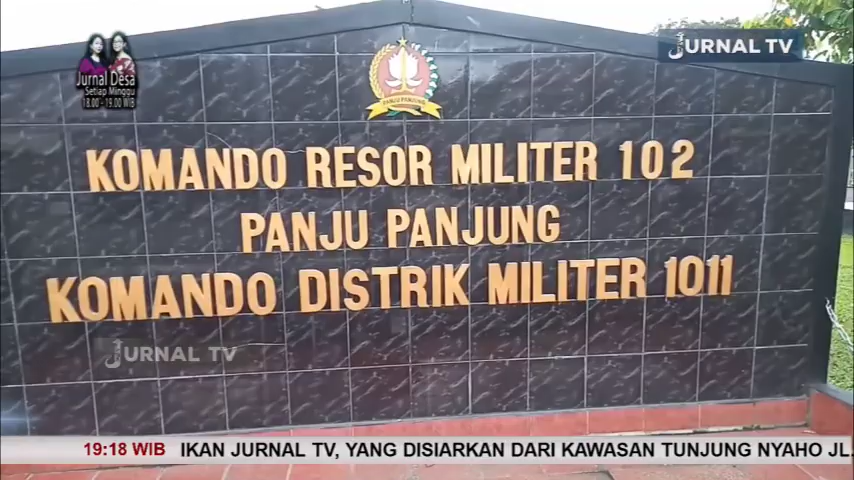 Jurnal Desa
Setiap Minggu
18.00 - 19.00
JURNAL TV
PANJU PANJUNG
KOMANDO RESOR MILITER 102
PANJU PANJUNG
KOMANDO DISTRIK MILITER 1011
JURNAL TV
19:18 WIB
IKAN JURNAL TV, YANG DISIARKAN DARI KAWASAN TUNJUNG NYAHO JL.